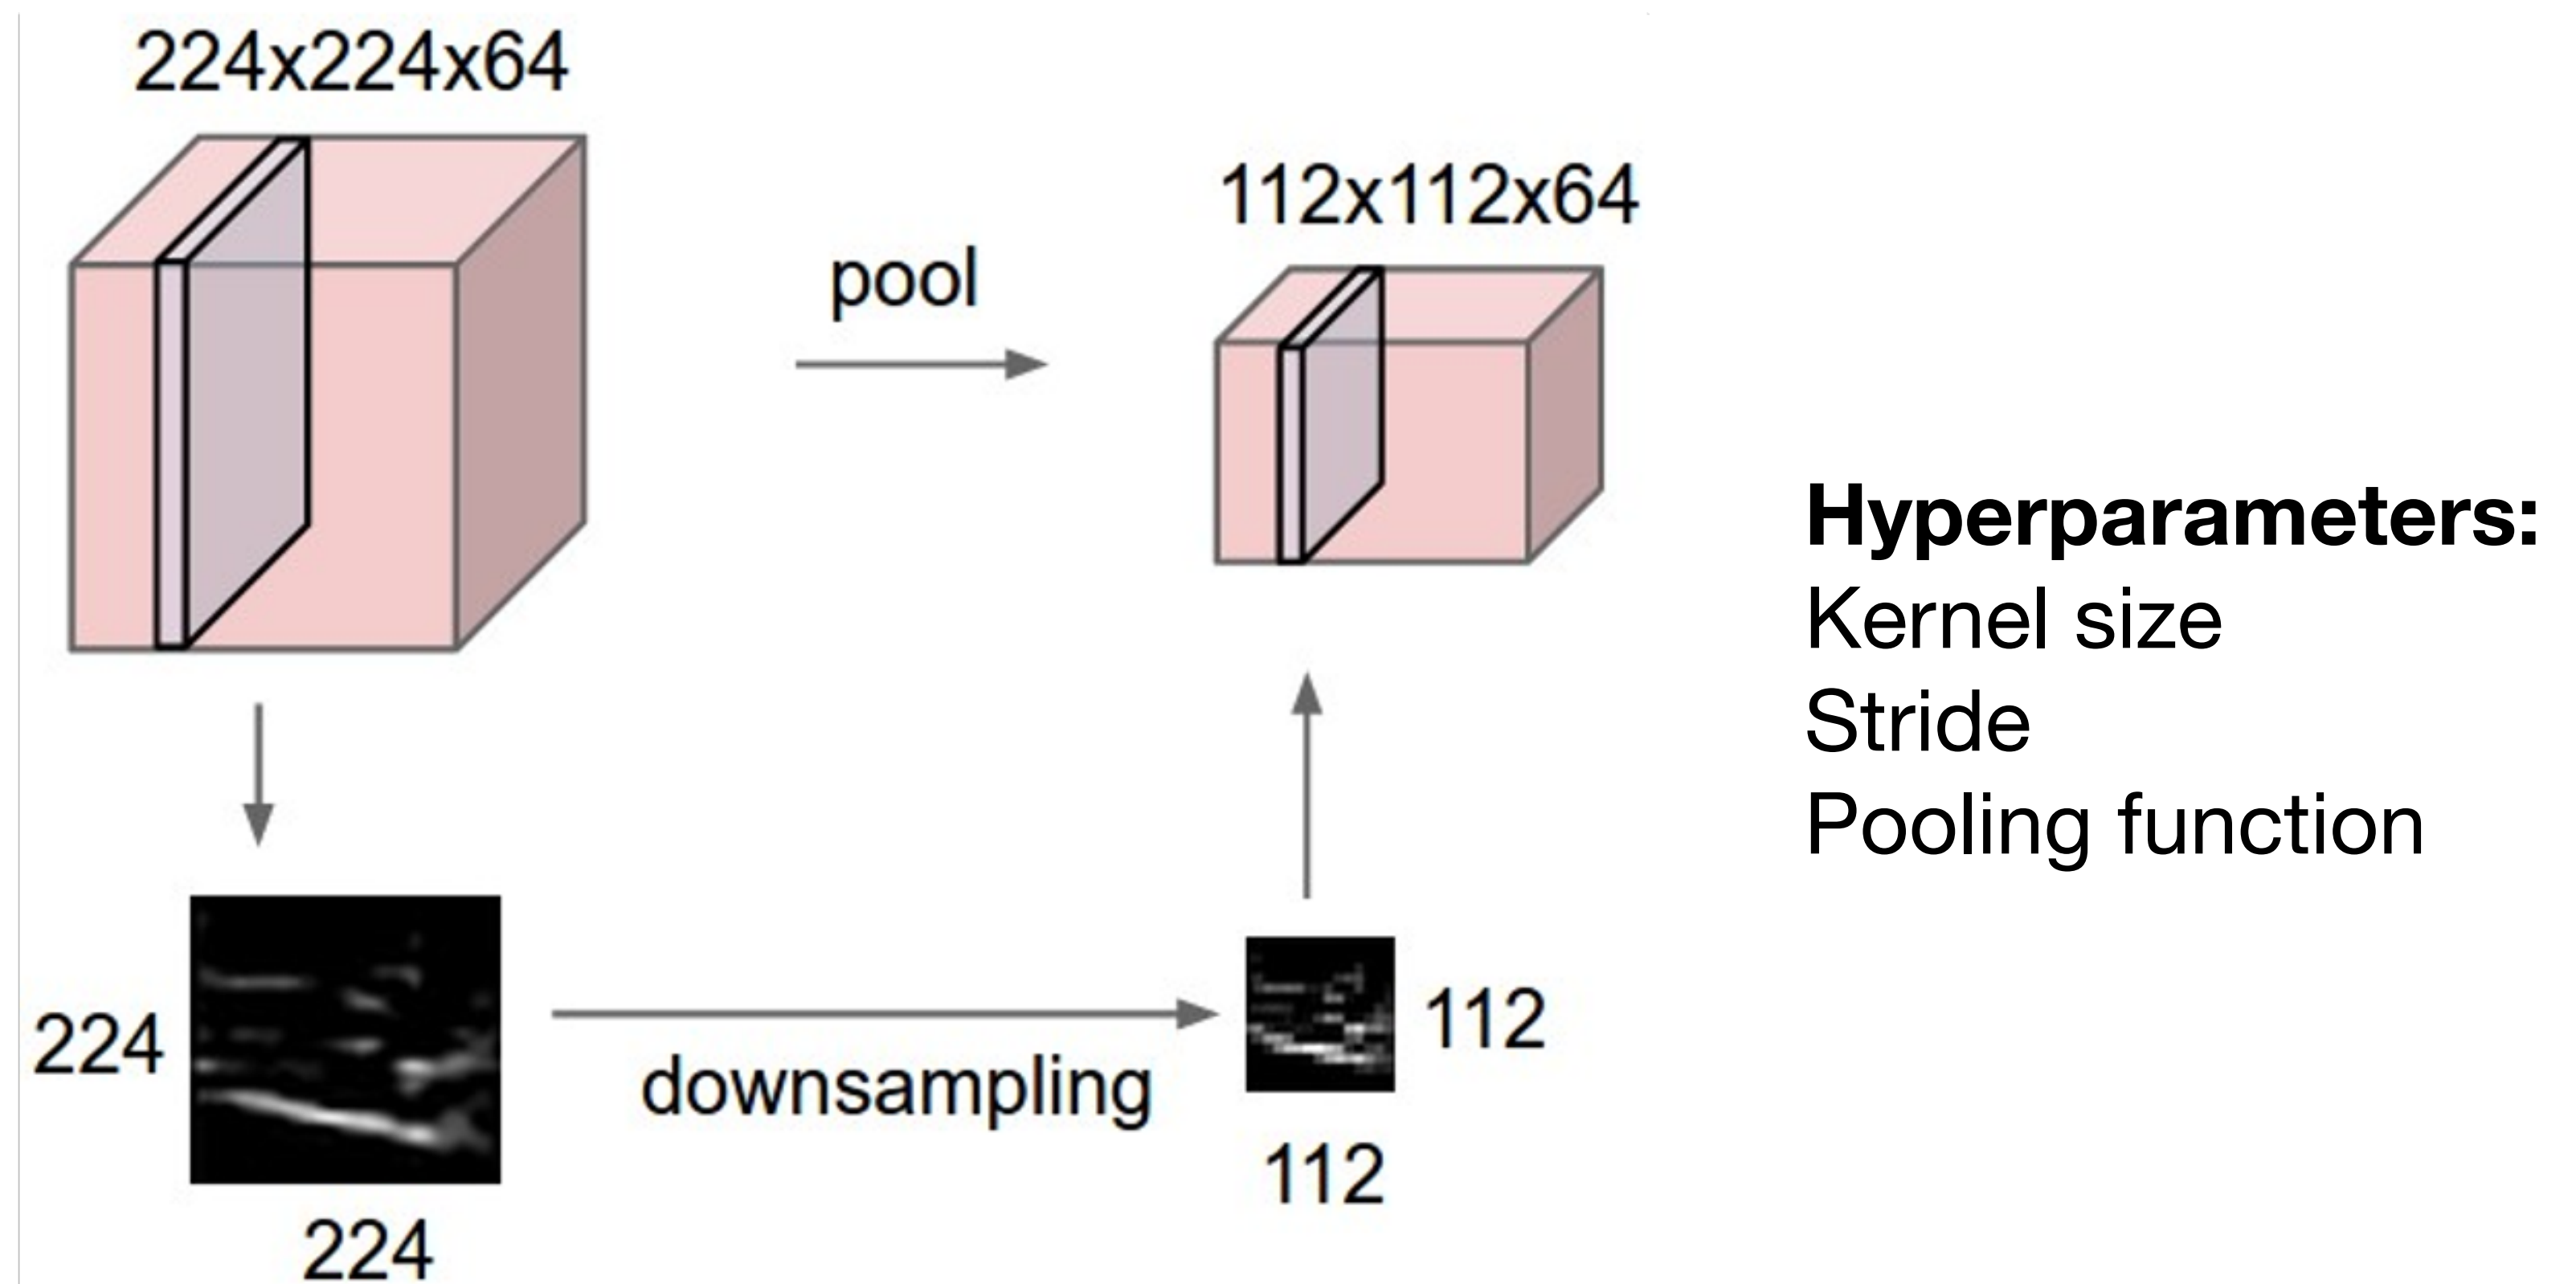 224x224x64
112x112x64
pool
Hyperparameters:
Kernel size
Stride
Pooling function
224
224
downsampling
112
112